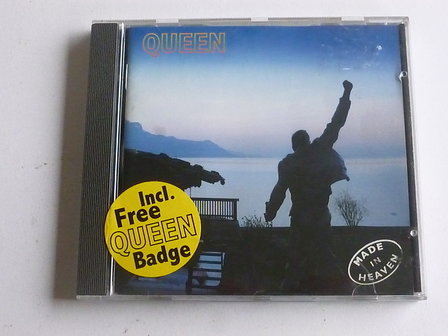 QUEEN
Incl.
Free
QUEEN
Badge
MADE
IN
HEAVEN